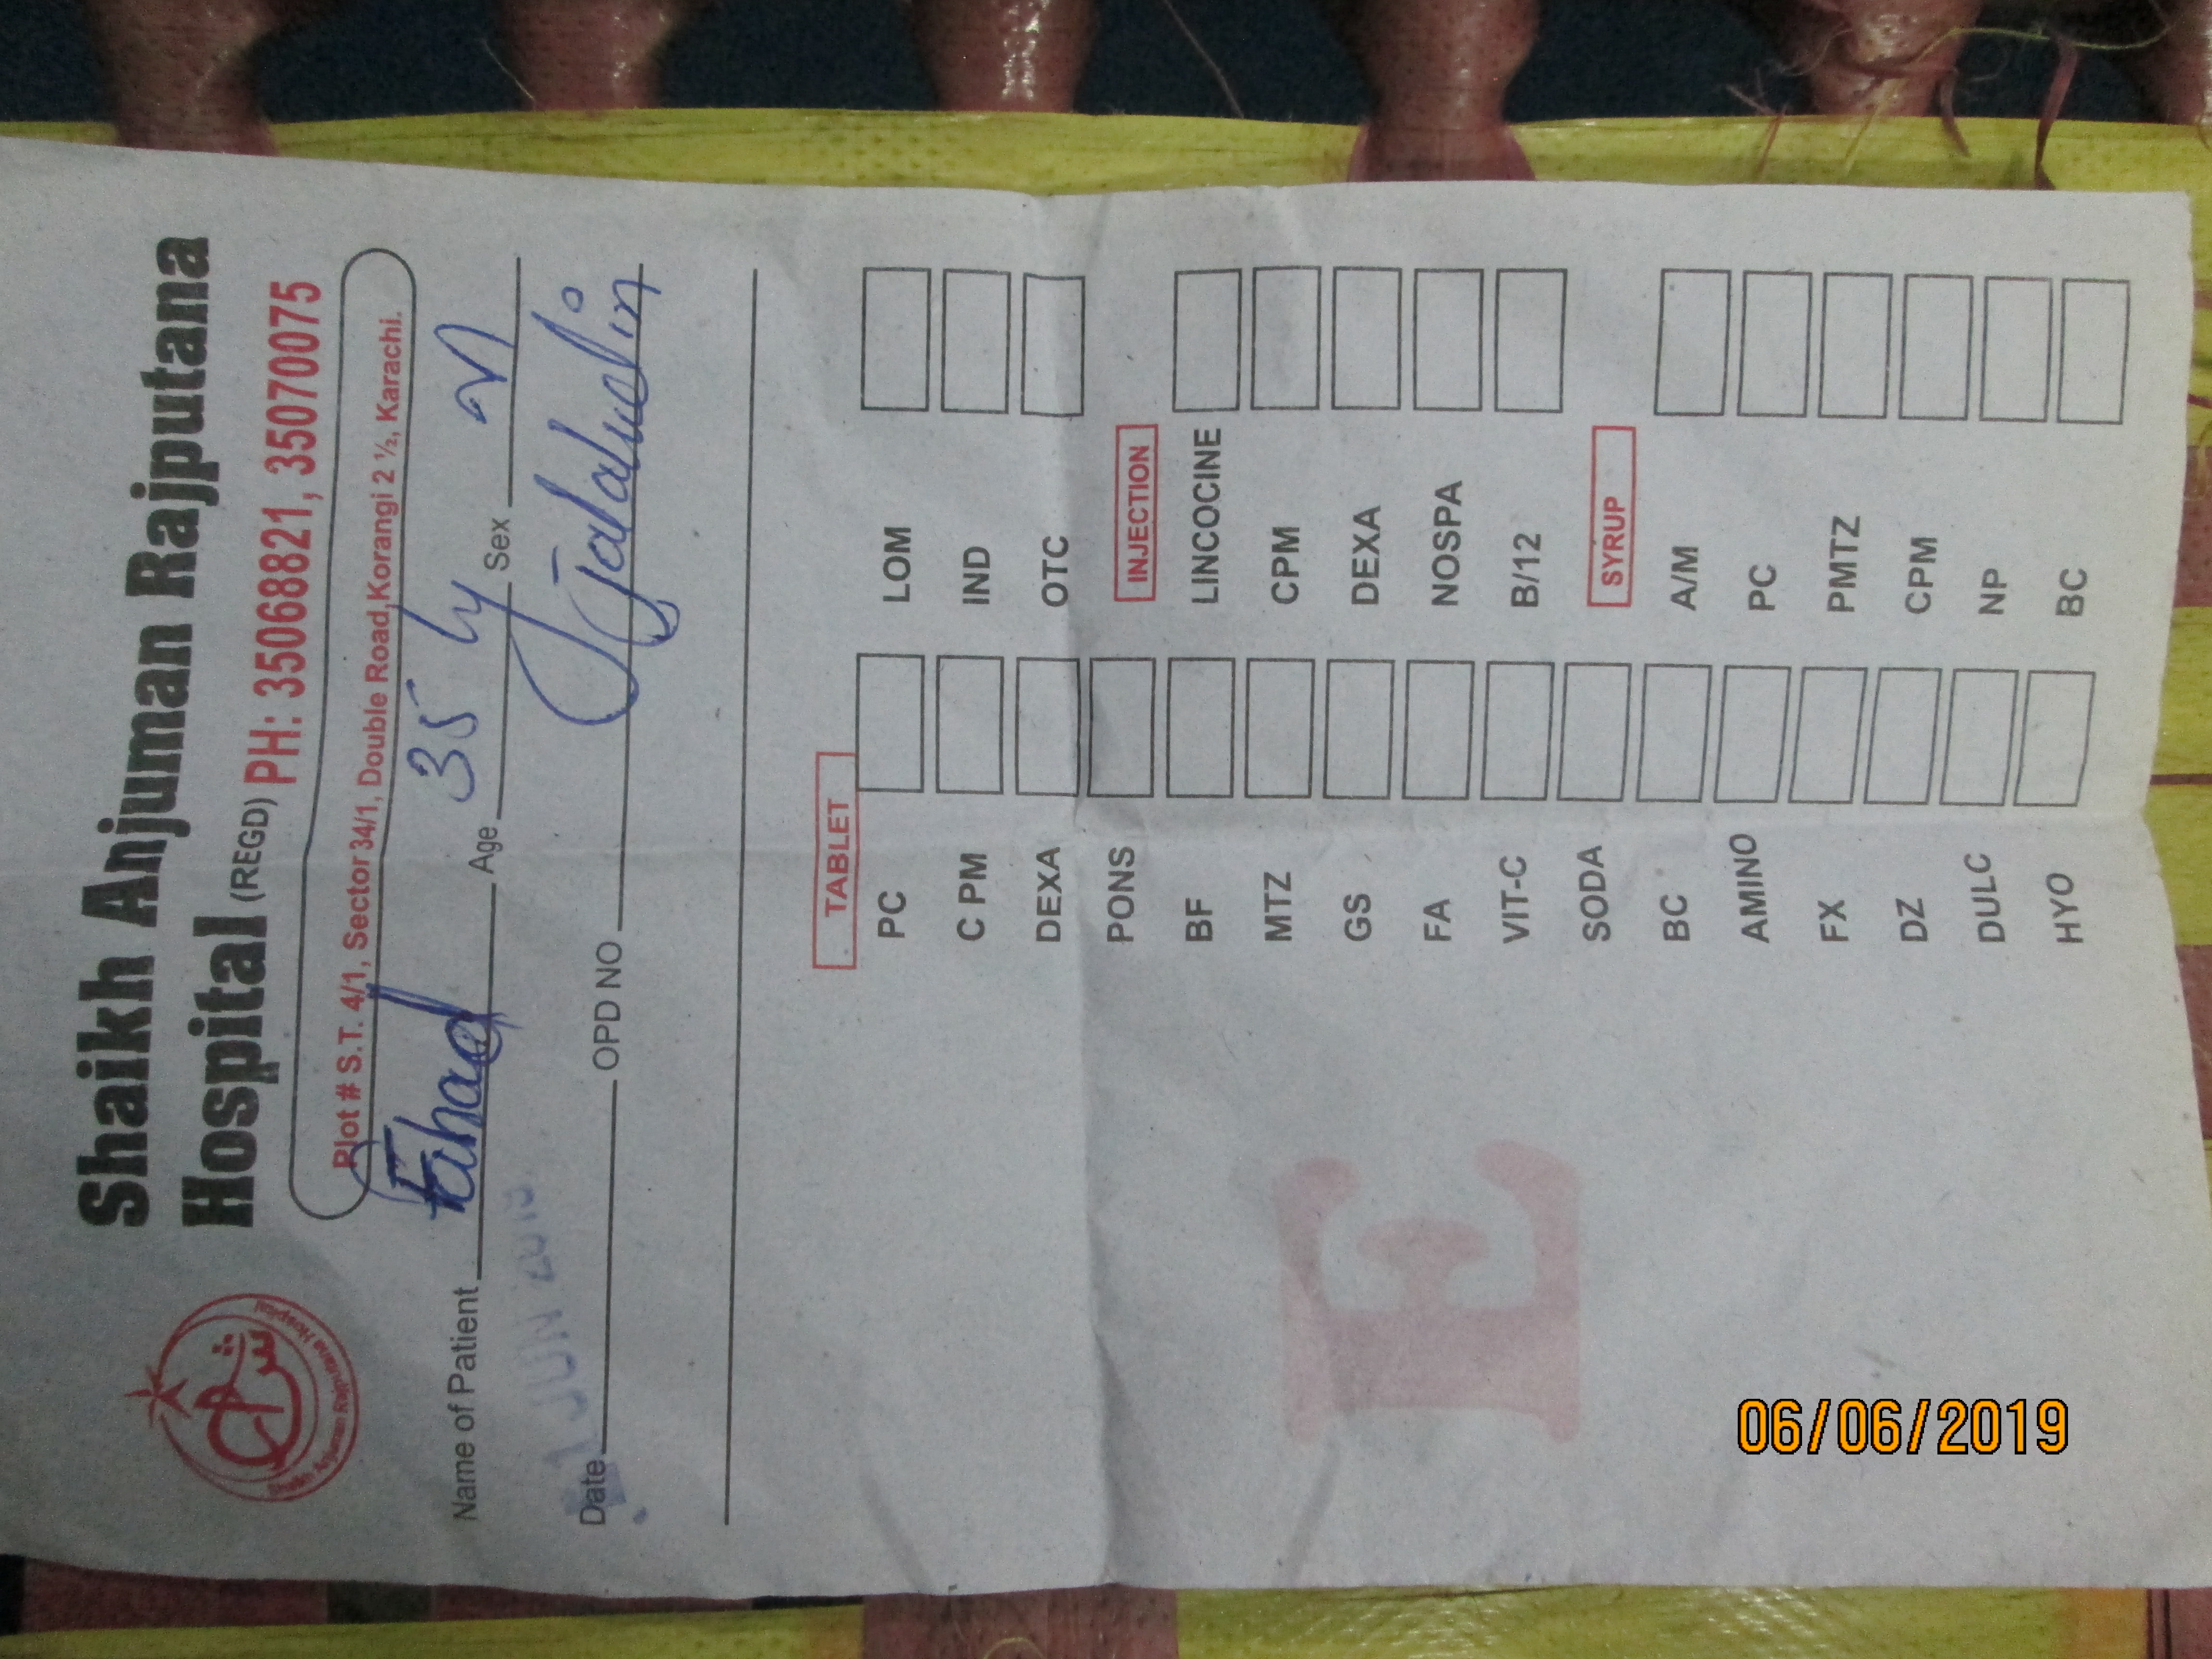 Shaikh Anjuman Rajputana
Hospital (REGD) PH: 35068821, 35070075
Shaikh Anjuman Rajputana Hospital
Plot # S.T. 4/1, Sector 34/1, Double Road, Korangi 2 ½, Karachi.
Name of Patient Fahad Age 35 Sex M
JUN 2019
Date OPD NO jalaludin
TABLET
PC LOM
C PM IND
DEXA OTC
PONS INJECTION
BF LINCOCINE
MTZ CPM
GS DEXA
FA NOSPA
VIT-C B/12
SODA SYRUP
BC A/M
AMINO PC
FX PMTZ
DZ CPM
DULC NP
HYO BC
E
06/06/2019